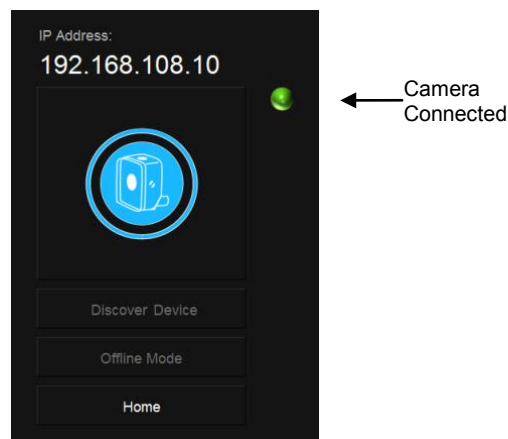 IP Address:
192.168.108.10
Camera
Connected
Discover Device
Offline Mode
Home